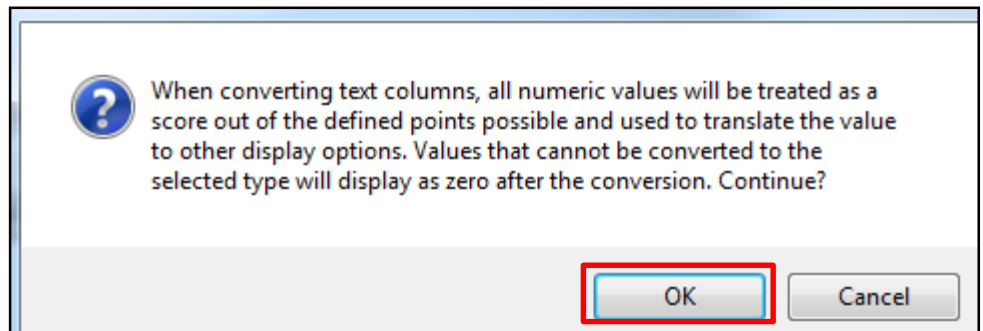 When converting text columns, all numeric values will be treated as a
score out of the defined points possible and used to translate the value
to other display options. Values that cannot be converted to the
selected type will display as zero after the conversion. Continue?
OK
Cancel